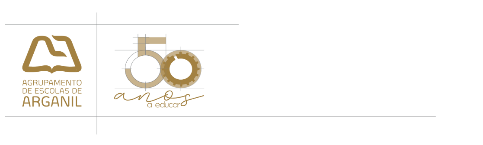 AGRUPAMENTO
DE ESCOLAS DE
ARGANIL
50
anos
a educar